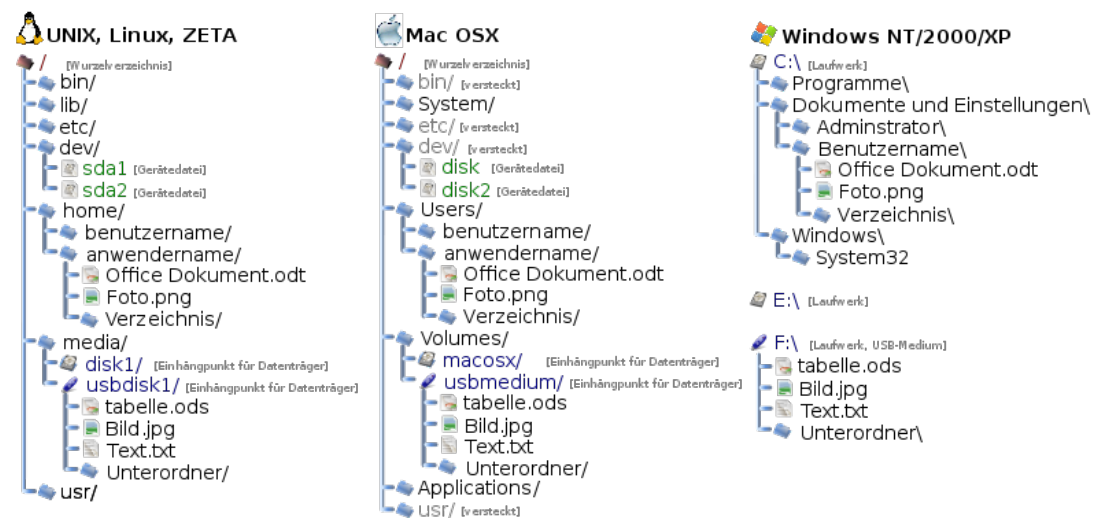 UNIX, Linux, ZETA
/ [Wurzelverzeichnis]
bin/
lib/
etc/
dev/
sda1 [Gerätedatei]
sda2 [Gerätedatei]
home/
benutzername/
anwendername/
Office Dokument.odt
Foto.png
Verzeichnis/
media/
disk1/ [Einhängpunkt für Datenträger]
usbdisk1/ [Einhängpunkt für Datenträger]
tabelle.ods
Bild.jpg
Text.txt
Unterordner/
usr/
Mac OSX
/ [Wurzelverzeichnis]
bin/ [versteckt]
System/
etc/ [versteckt]
dev/ [versteckt]
disk [Gerätedatei]
disk2 [Gerätedatei]
Users/
benutzername/
anwendername/
Office Dokument.odt
Foto.png
Verzeichnis/
Volumes/
macosx/ [Einhängpunkt für Datenträger]
usbmedium/ [Einhängpunkt für Datenträger]
tabelle.ods
Bild.jpg
Text.txt
Unterordner/
Applications/
usr/ [versteckt]
Windows NT/2000/XP
C:\ [Laufwerk]
Programme\
Dokumente und Einstellungen\
Adminstrator\
Benutzername\
Office Dokument.odt
Foto.png
Verzeichnis\
Windows\
System32
E:\ [Laufwerk]
F:\ [Laufwerk, USB-Medium]
tabelle.ods
Bild.jpg
Text.txt
Unterordner\